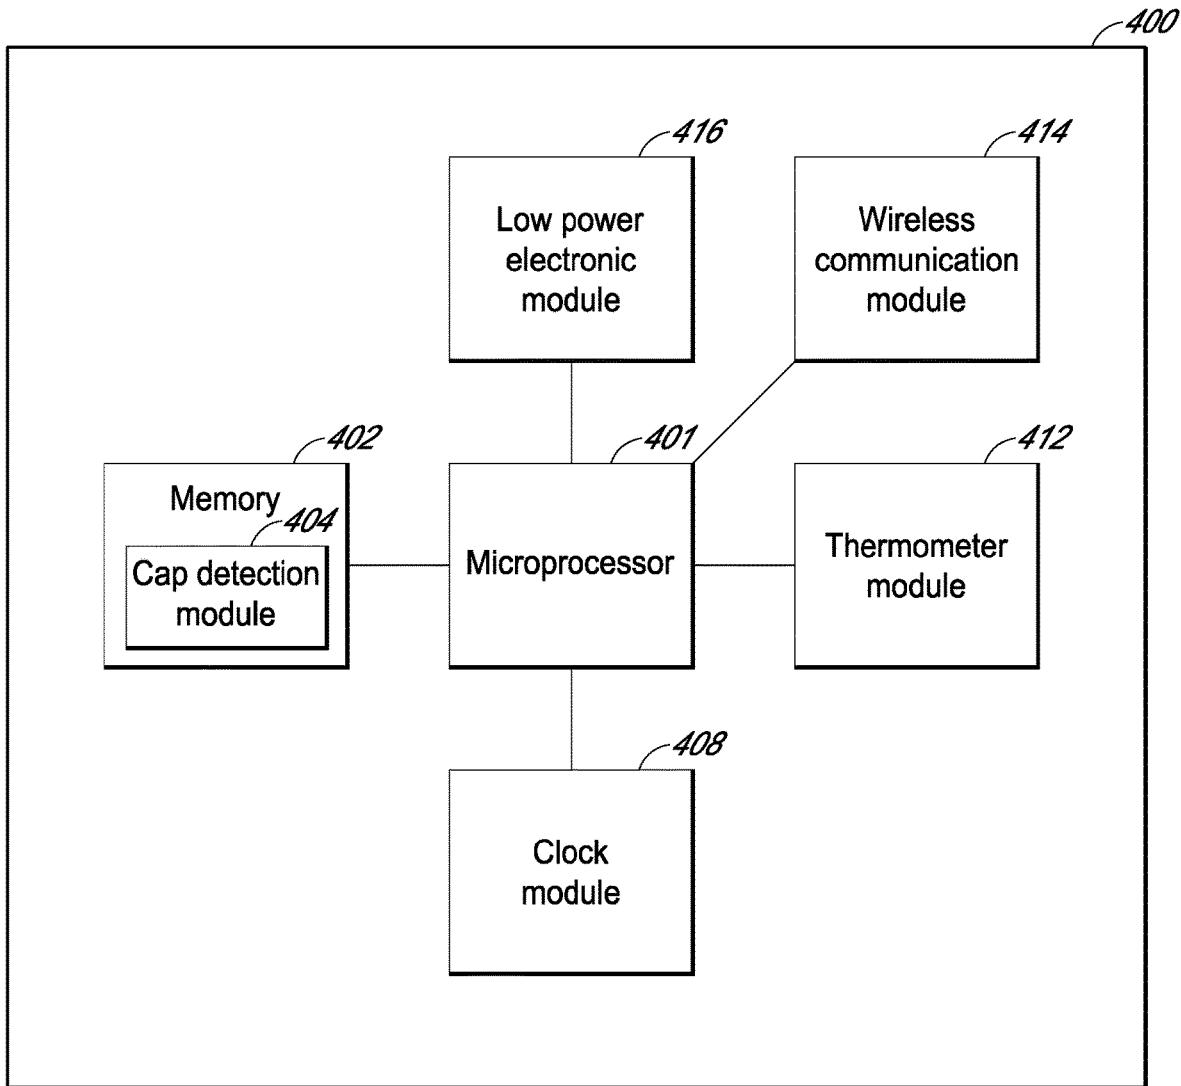 400
416
Low power
electronic
module
414
Wireless
communication
module
402
Memory
404
Cap detection
module
401
Microprocessor
412
Thermometer
module
408
Clock
module